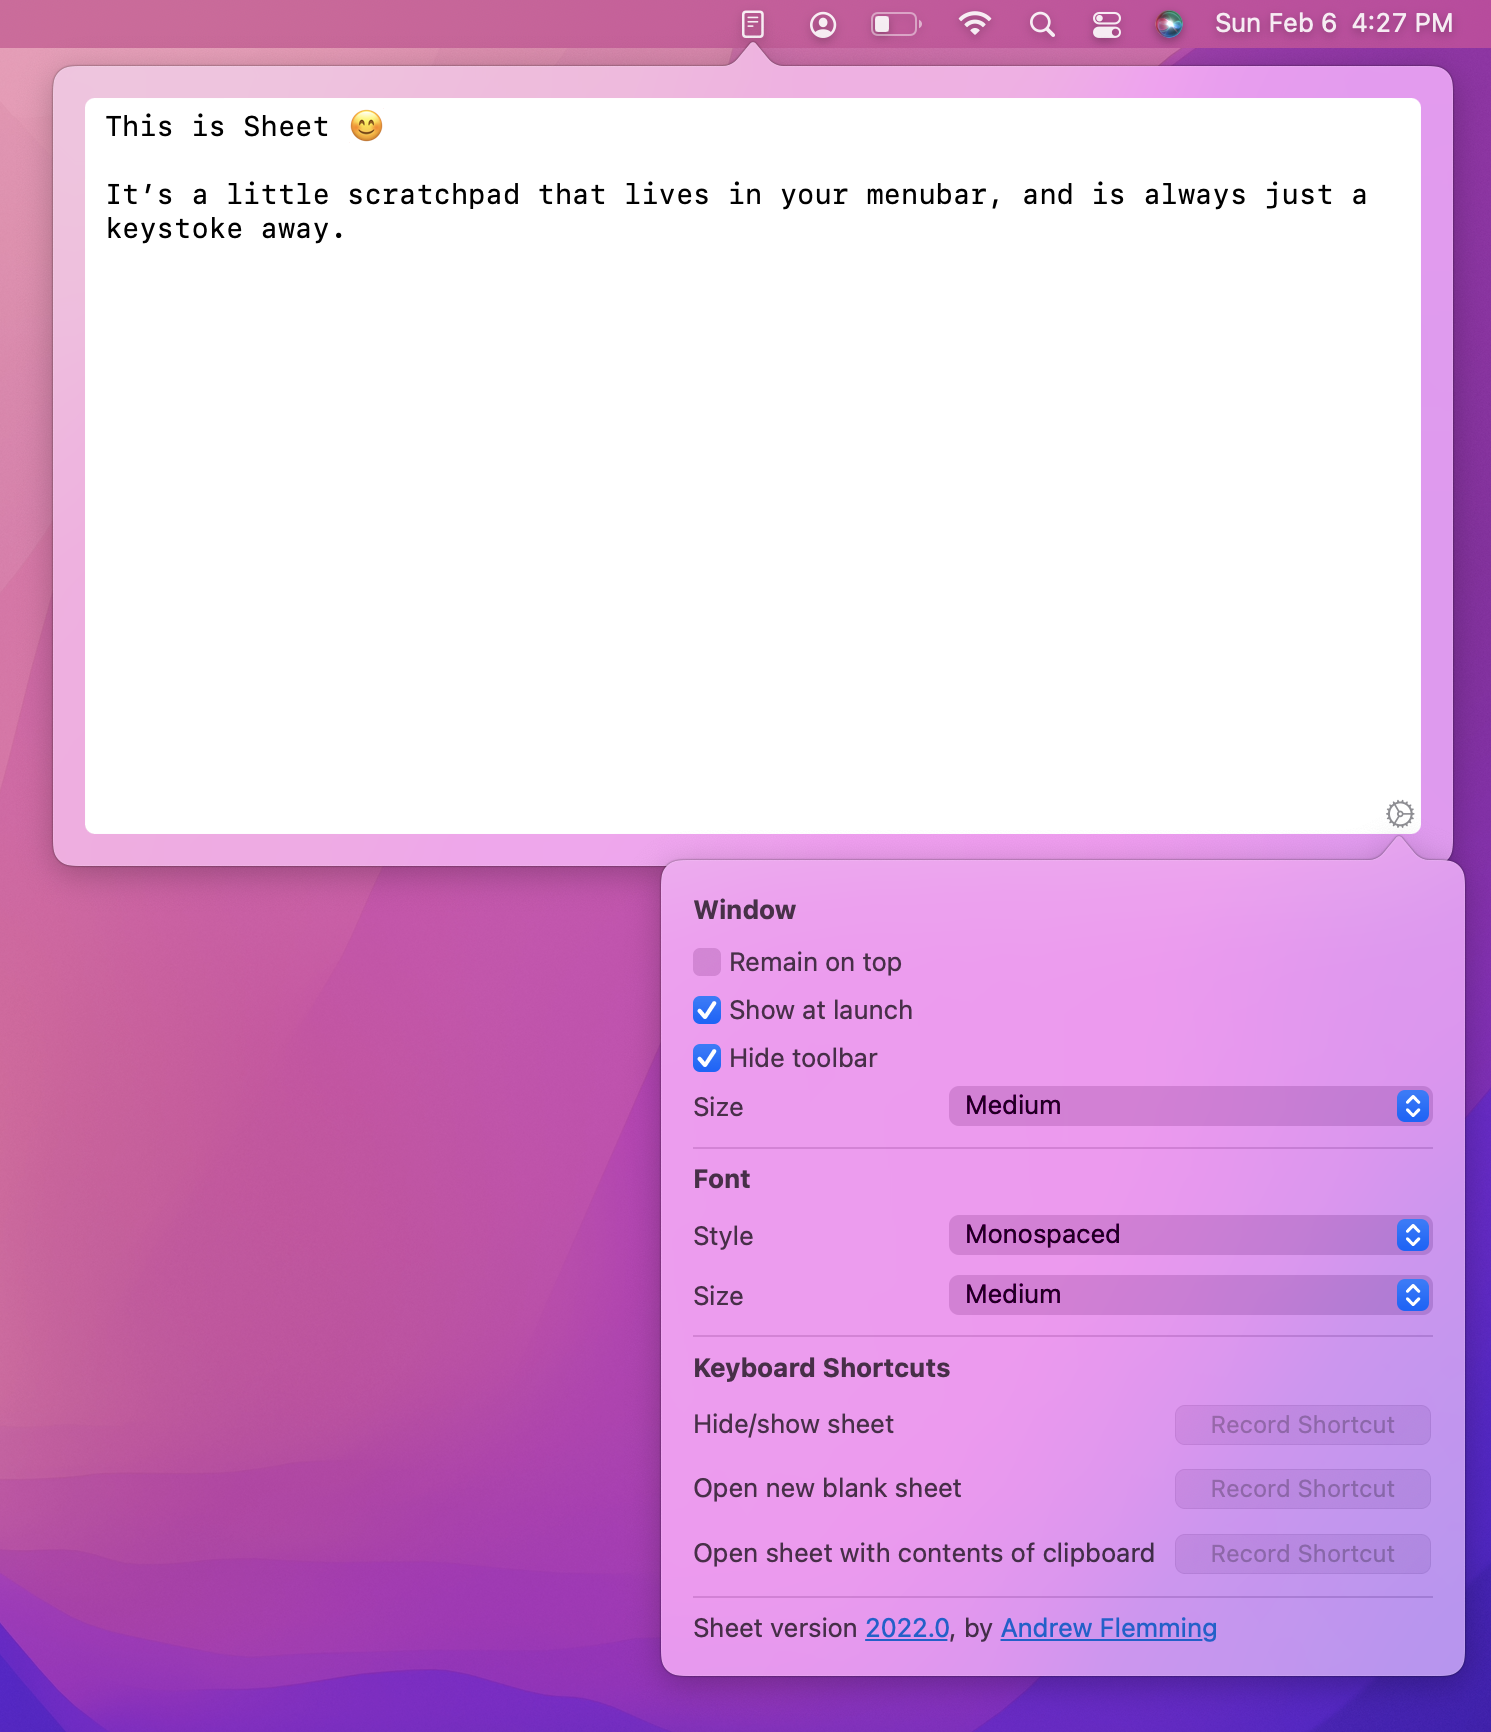 Sun Feb 6 4:27 PM
This is Sheet 😊
It’s a little scratchpad that lives in your menubar, and is always just a
keystoke away.
Window
Remain on top
Show at launch
Hide toolbar
Size Medium
Font
Style Monospaced
Size Medium
Keyboard Shortcuts
Hide/show sheet Record Shortcut
Open new blank sheet Record Shortcut
Open sheet with contents of clipboard Record Shortcut
Sheet version 2022.0, by Andrew Flemming